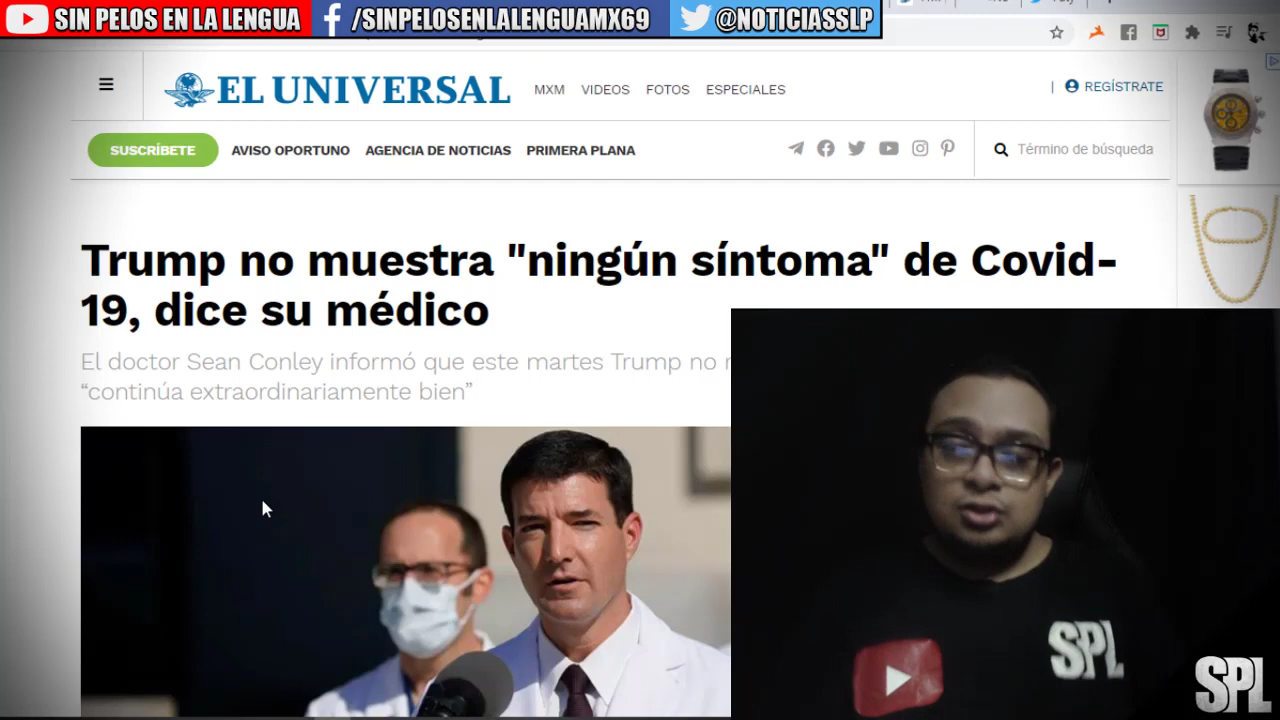 SIN PELOS EN LA LENGUA /SINPELOSENLALENGUAMX69 @NOTICIASSLP
EL UNIVERSAL MXM VIDEOS FOTOS ESPECIALES REGÍSTRATE
SUSCRÍBETE AVISO OPORTUNO AGENCIA DE NOTICIAS PRIMERA PLANA Término de búsqueda
Trump no muestra "ningún síntoma" de Covid-
19, dice su médico
El doctor Sean Conley informó que este martes Trump no
“continúa extraordinariamente bien”
SPL
SPL